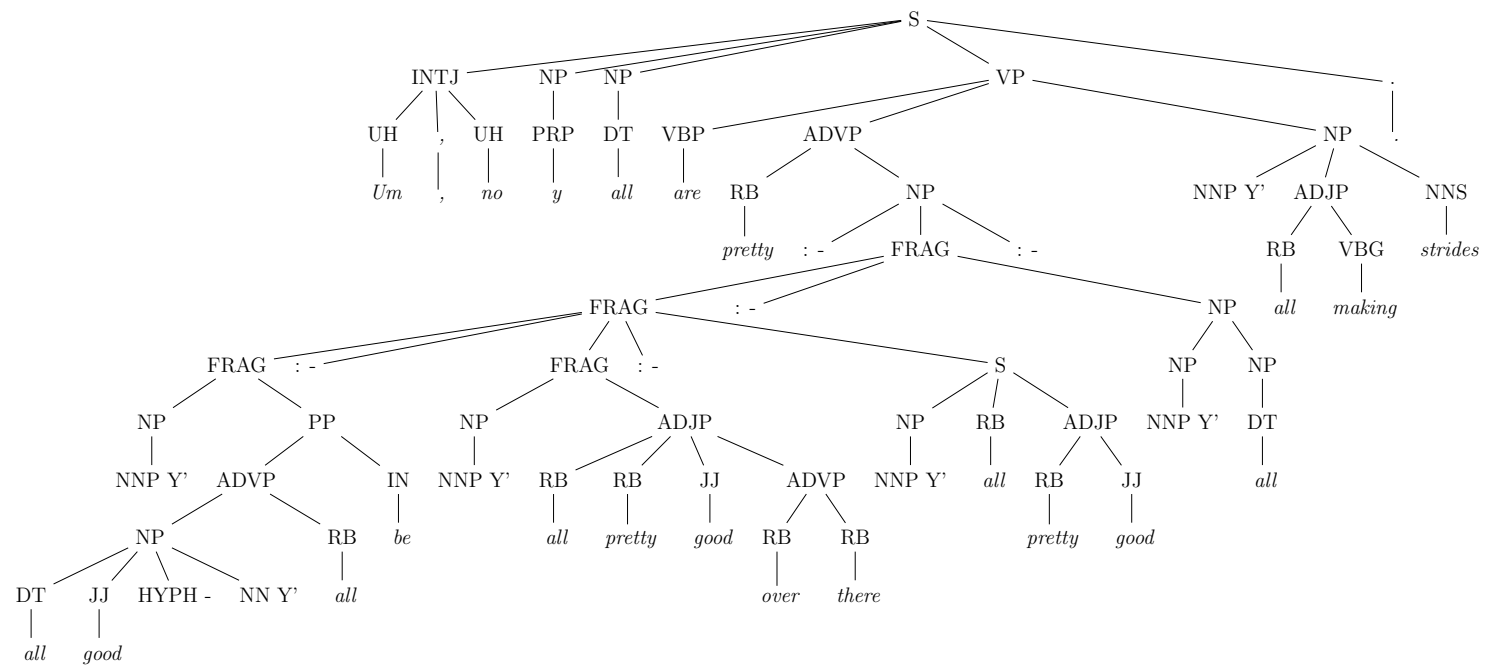 S
INTJ NP NP VP .
UH , UH PRP DT VBP ADVP NP .
Um , no y all are RB NP NNP Y' ADJP NNS
pretty : - FRAG : - RB VBG strides
FRAG : - NP all making
FRAG : - FRAG : - S NP NP
NP PP NP ADJP NP RB ADJP NNP Y' DT
NNP Y' ADVP IN NNP Y' RB RB JJ ADVP NNP Y' all RB JJ all
NP RB be all pretty good RB RB pretty good
DT JJ HYPH - NN Y' all over there
all good